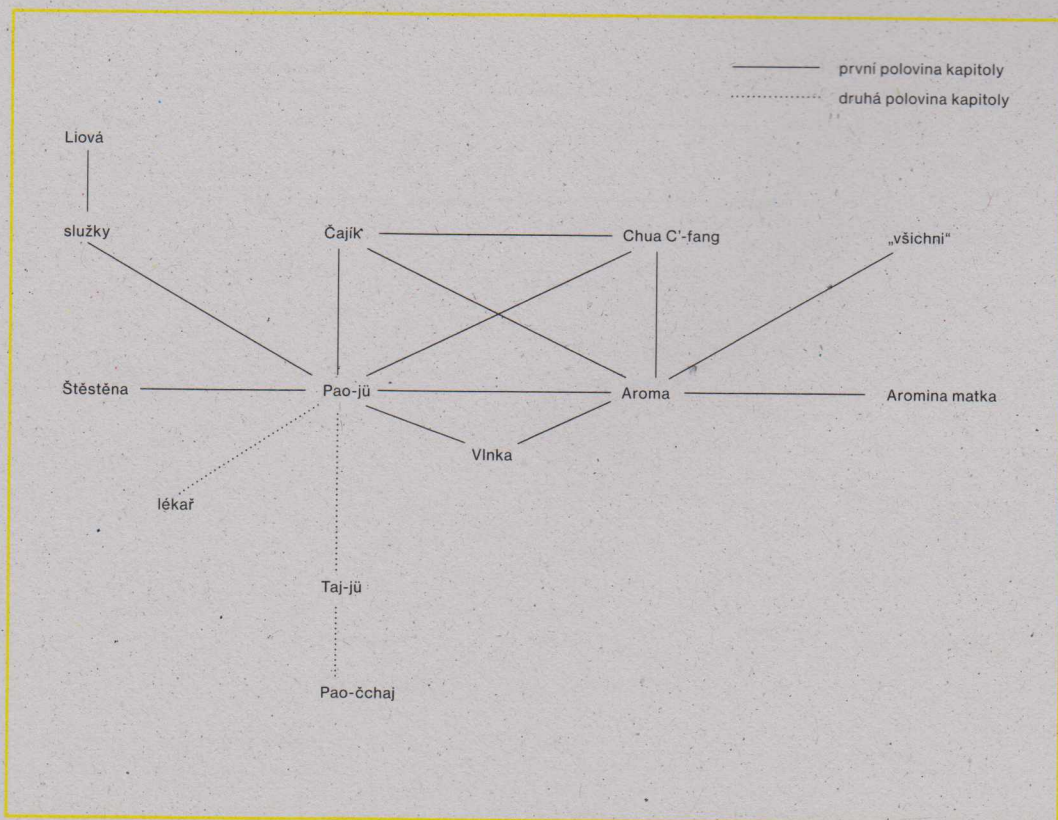 první polovina kapitoly
druhá polovina kapitoly
Liová
služky
Čajík
Chua C’-fang
„všichni“
Štěstěna
Pao-jü
Aroma
Aromina matka
Vlnka
lékař
Taj-jü
Pao-čchaj